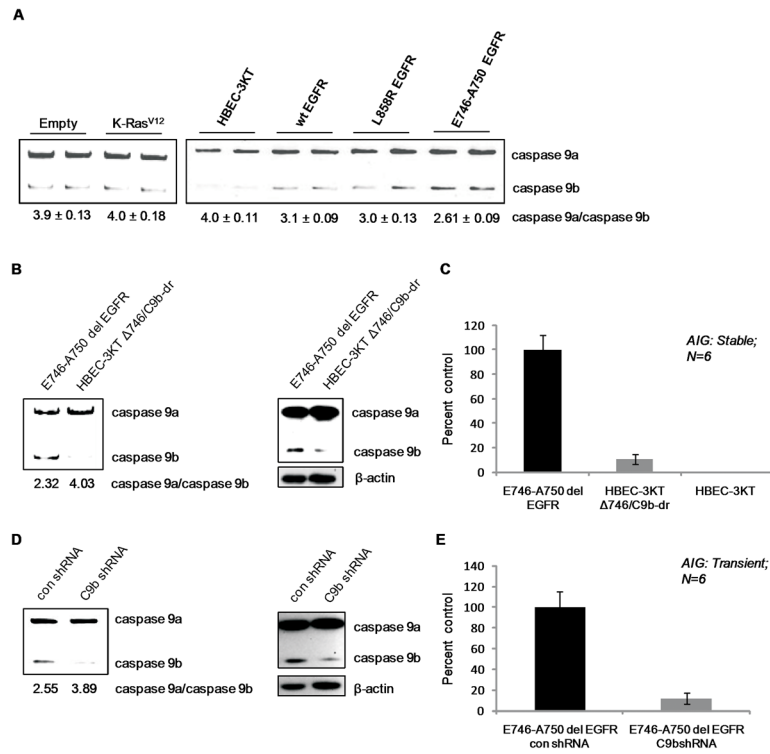 A
Empty
K-RasV12
HBEC-3KT
wt EGFR
L858R EGFR
E746-A750 EGFR
caspase 9a
caspase 9b
3.9 ± 0.13 4.0 ± 0.18 4.0 ± 0.11 3.1 ± 0.09 3.0 ± 0.13 2.61 ± 0.09 caspase 9a/caspase 9b
B
E746-A750 del EGFR
HBEC-3KT Δ746/C9b-dr
caspase 9a
caspase 9b
2.32 4.03 caspase 9a/caspase 9b
E746-A750 del EGFR
HBEC-3KT Δ746/C9b-dr
caspase 9a
caspase 9b
β-actin
C
Percent control
120
100
80
60
40
20
0
AIG: Stable;
N=6
E746-A750 del
EGFR
HBEC-3KT
Δ746/C9b-dr
HBEC-3KT
D
con shRNA
C9b shRNA
caspase 9a
caspase 9b
2.55 3.89 caspase 9a/caspase 9b
con shRNA
C9b shRNA
caspase 9a
caspase 9b
β-actin
E
Percent control
140
120
100
80
60
40
20
0
AIG: Transient;
N=6
E746-A750 del EGFR
con shRNA
E746-A750 del EGFR
C9bshRNA